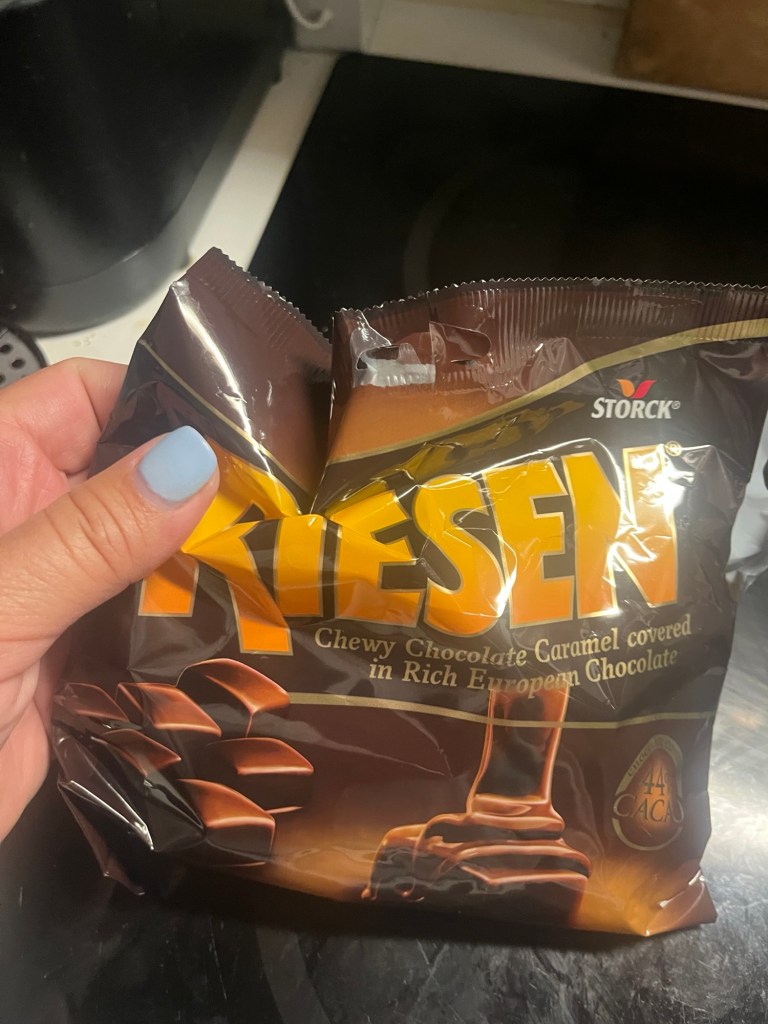 STORCK®
RIESEN®
Chewy Chocolate Caramel covered
in Rich European Chocolate
44
CACAO